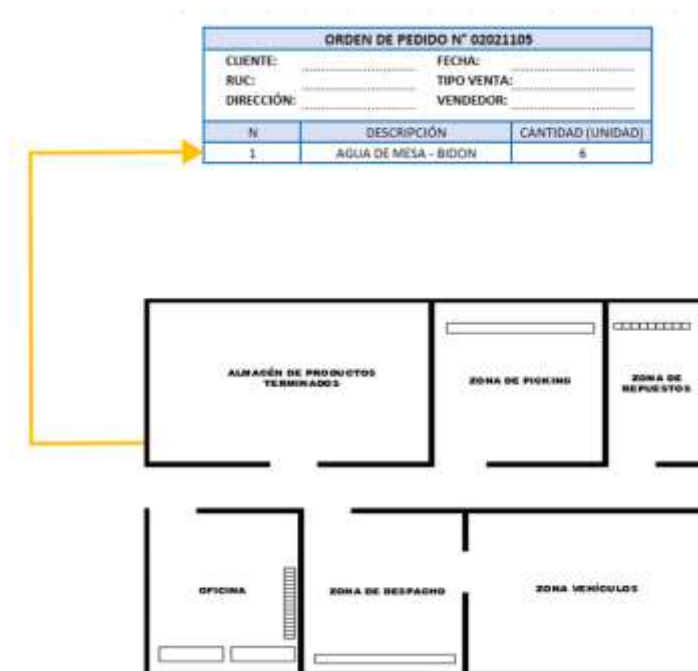 ORDEN DE PEDIDO N° 02021105
CLIENTE: FECHA:
RUC: TIPO VENTA:
DIRECCIÓN: VENDEDOR:
N DESCRIPCIÓN CANTIDAD (UNIDAD)
1 AGUA DE MESA - BIDON 6
ALMACÉN DE PRODUCTOS
TERMINADOS
ZONA DE PICKING
ZONA DE
REPUESTOS
OFICINA
ZONA DE DESPACHO
ZONA VEHÍCULOS